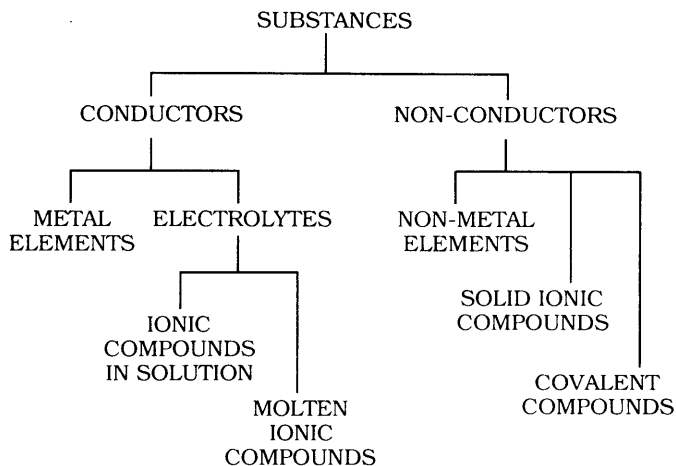 SUBSTANCES
CONDUCTORS
NON-CONDUCTORS
METAL
ELEMENTS
ELECTROLYTES
NON-METAL
ELEMENTS
IONIC
COMPOUNDS
IN SOLUTION
SOLID IONIC
COMPOUNDS
MOLTEN
IONIC
COMPOUNDS
COVALENT
COMPOUNDS